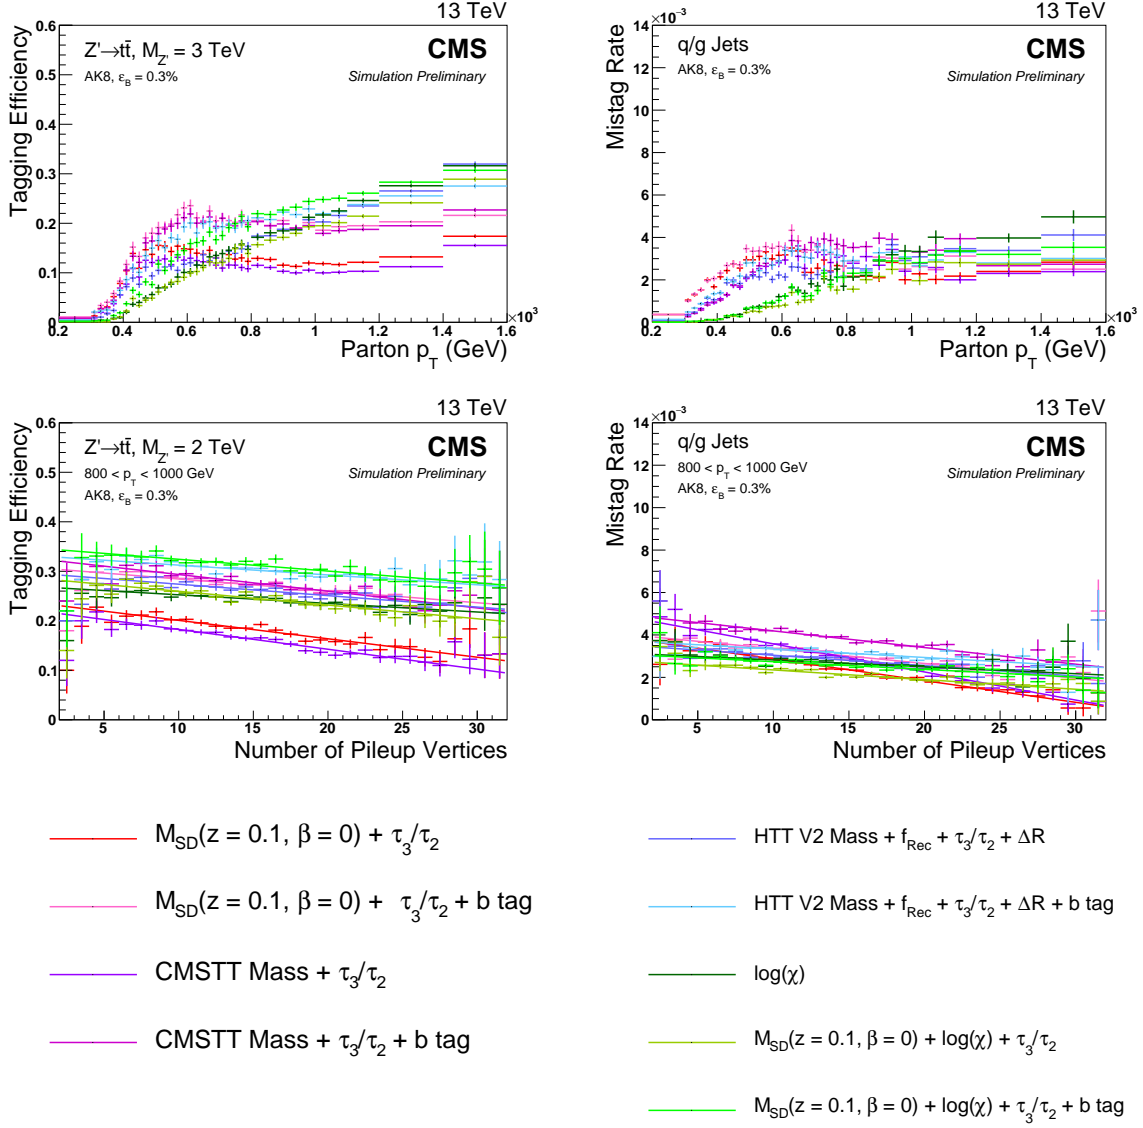 13 TeV
Tagging Efficiency
Z'→tt̄, M_Z' = 3 TeV
AK8, ε_B = 0.3%
CMS
Simulation Preliminary
0.6
0.5
0.4
0.3
0.2
0.1
0
0.2 0.4 0.6 0.8 1 1.2 1.4 1.6
×10³
Parton p_T (GeV)
13 TeV
×10⁻³
Mistag Rate
q/g Jets
AK8, ε_B = 0.3%
CMS
Simulation Preliminary
14
12
10
8
6
4
2
0
0.2 0.4 0.6 0.8 1 1.2 1.4 1.6
×10³
Parton p_T (GeV)
13 TeV
Tagging Efficiency
Z'→tt̄, M_Z' = 2 TeV
800 < p_T < 1000 GeV
AK8, ε_B = 0.3%
CMS
Simulation Preliminary
0.6
0.5
0.4
0.3
0.2
0.1
0
5 10 15 20 25 30
Number of Pileup Vertices
13 TeV
×10⁻³
Mistag Rate
q/g Jets
800 < p_T < 1000 GeV
AK8, ε_B = 0.3%
CMS
Simulation Preliminary
14
12
10
8
6
4
2
0
5 10 15 20 25 30
Number of Pileup Vertices
M_SD(z = 0.1, β = 0) + τ₃/τ₂
M_SD(z = 0.1, β = 0) + τ₃/τ₂ + b tag
CMSTT Mass + τ₃/τ₂
CMSTT Mass + τ₃/τ₂ + b tag
HTT V2 Mass + f_Rec + τ₃/τ₂ + ΔR
HTT V2 Mass + f_Rec + τ₃/τ₂ + ΔR + b tag
log(χ)
M_SD(z = 0.1, β = 0) + log(χ) + τ₃/τ₂
M_SD(z = 0.1, β = 0) + log(χ) + τ₃/τ₂ + b tag